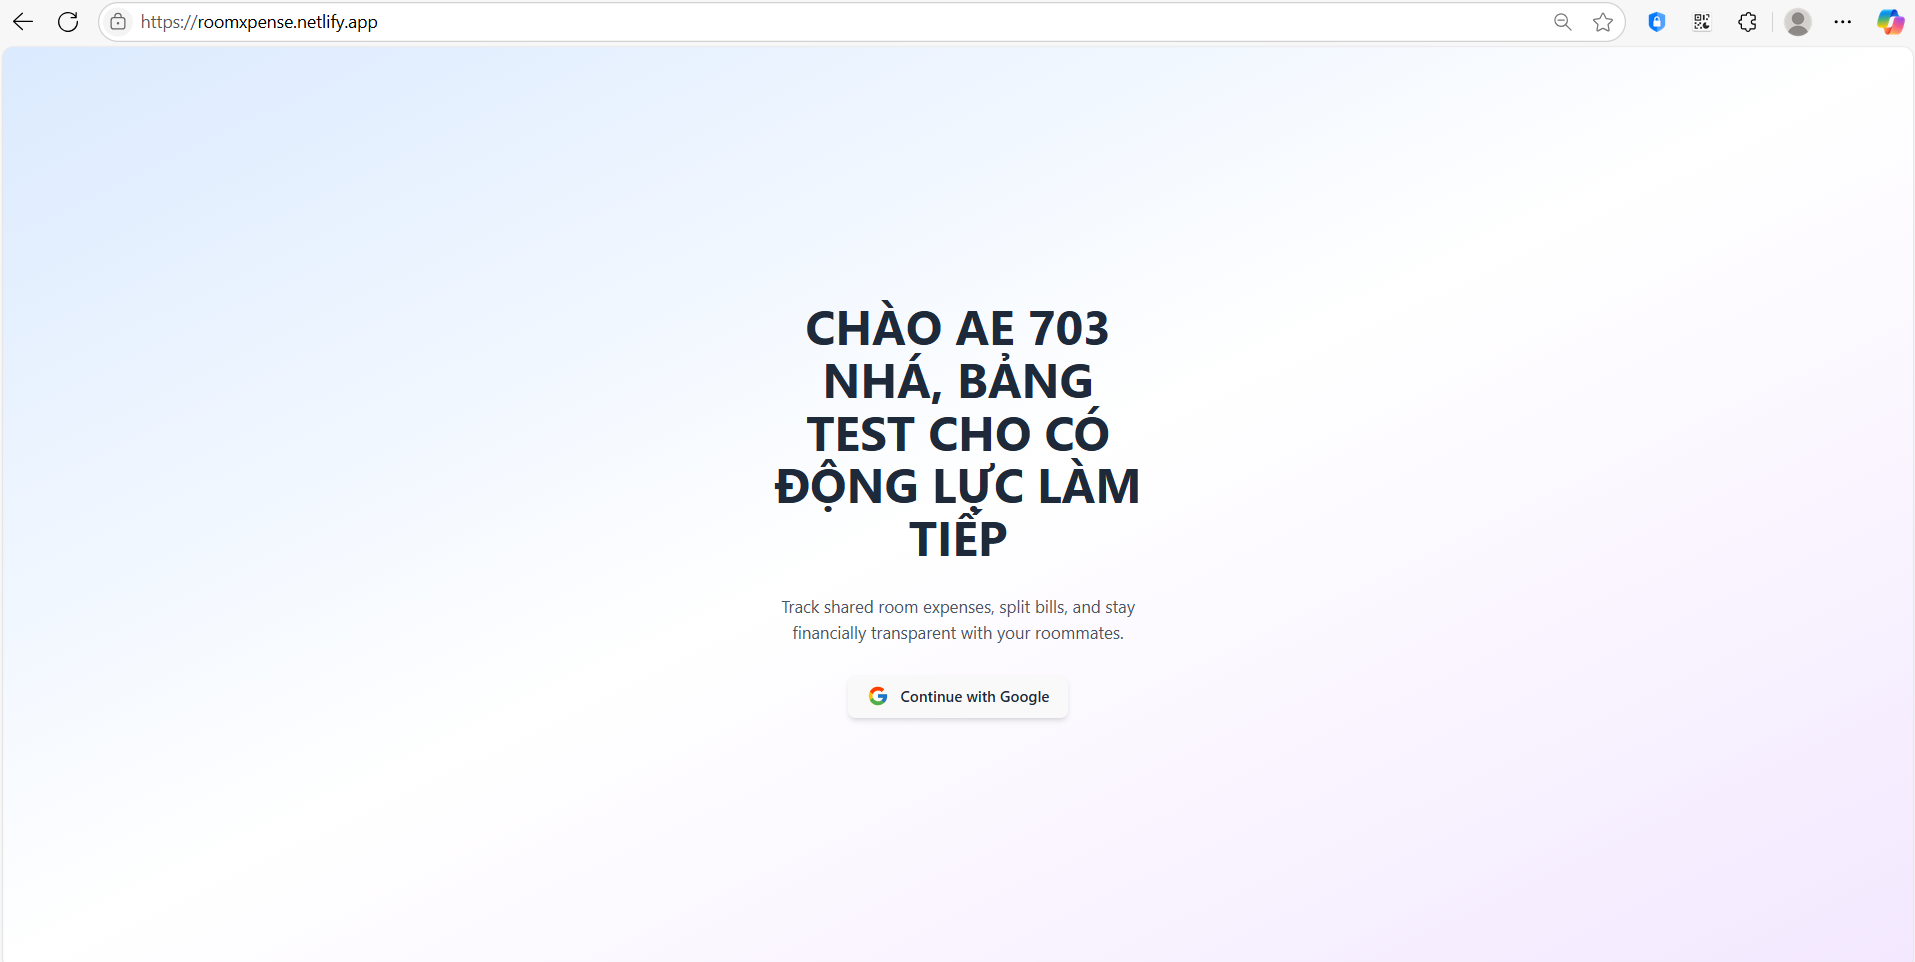 https://roomxpense.netlify.app
CHÀO AE 703
NHÁ, BẢNG
TEST CHO CÓ
ĐỘNG LỰC LÀM
TIẾP
Track shared room expenses, split bills, and stay
financially transparent with your roommates.
Continue with Google